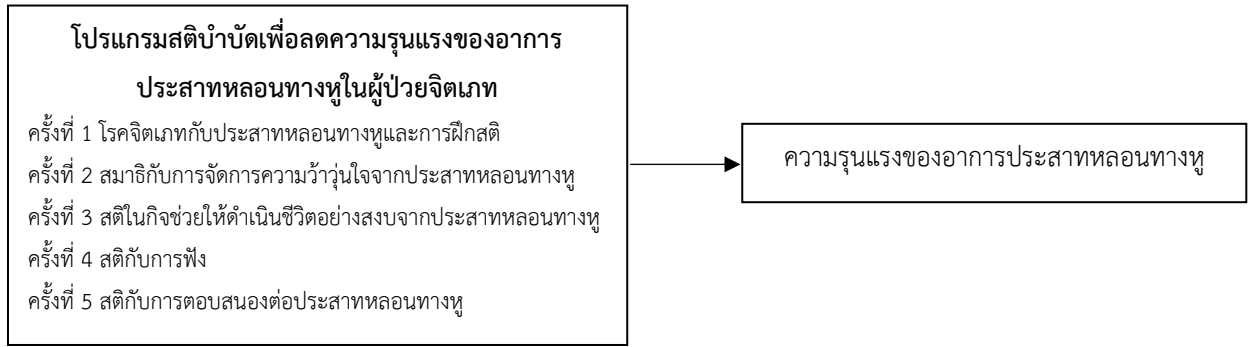 โปรแกรมสติบำบัดเพื่อลดความรุนแรงของอาการ
ประสาทหลอนทางหูในผู้ป่วยจิตเภท
ครั้งที่ 1 โรคจิตเภทกับประสาทหลอนทางหูและการฝึกสติ
ครั้งที่ 2 สมาธิกับการจัดการความว้าวุ่นใจจากประสาทหลอนทางหู
ครั้งที่ 3 สติในกิจช่วยให้ดำเนินชีวิตอย่างสงบจากประสาทหลอนทางหู
ครั้งที่ 4 สติกับการฟัง
ครั้งที่ 5 สติกับการตอบสนองต่อประสาทหลอนทางหู
ความรุนแรงของอาการประสาทหลอนทางหู